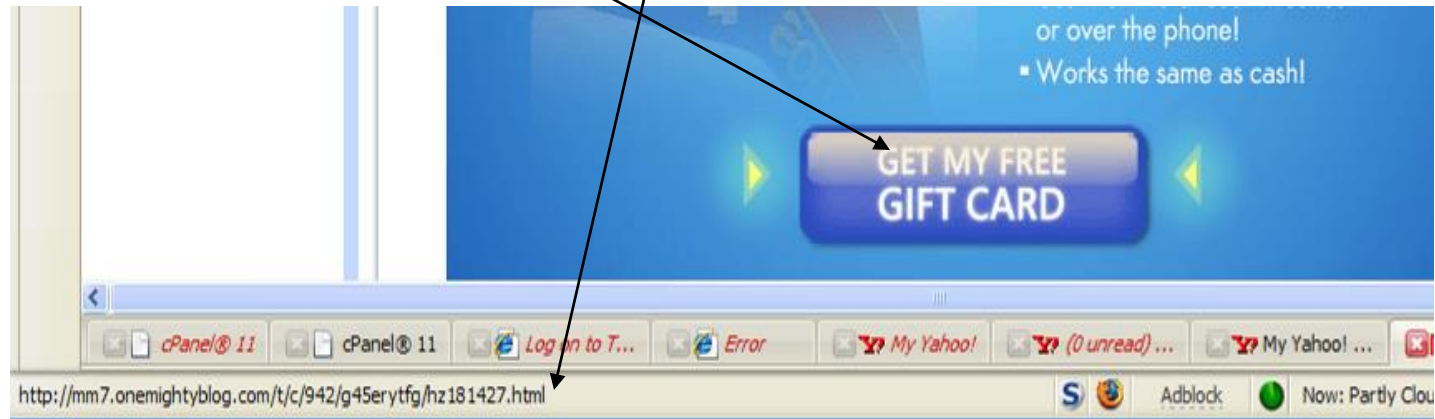 or over the phone!
▪ Works the same as cash!
GET MY FREE
GIFT CARD
cPanel® 11 cPanel® 11 Log on to T... Error My Yahoo! (0 unread) ... My Yahoo! ...
http://mm7.onemightyblog.com/t/c/942/g45erytfg/hz181427.html S Adblock Now: Partly Clou